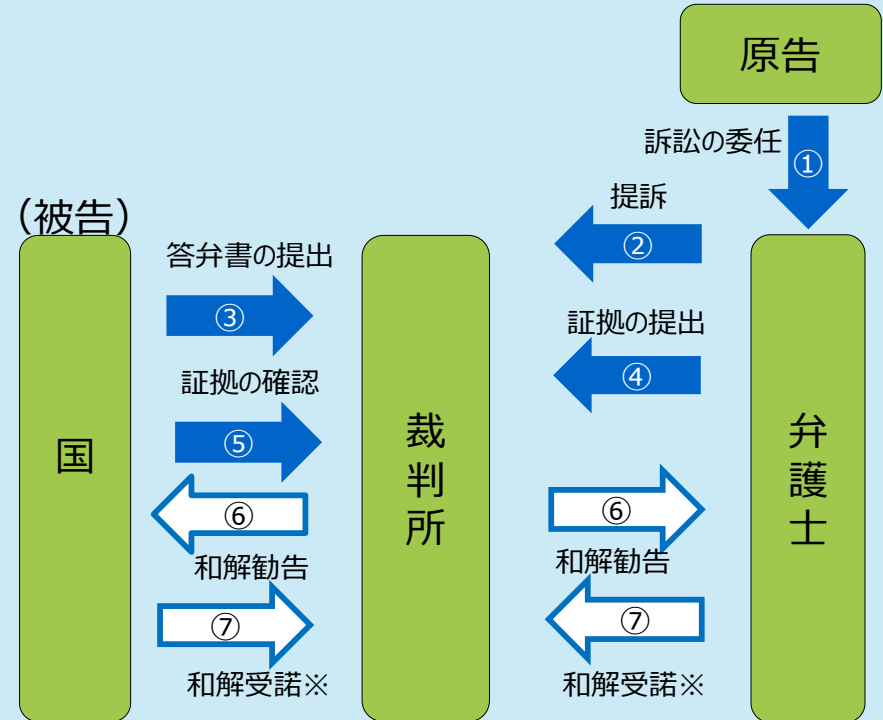 原告
訴訟の委任
①
(被告)
提訴
②
答弁書の提出
③
証拠の提出
④
証拠の確認
⑤
国
裁判所
弁護士
⑥
和解勧告
⑥
和解勧告
⑦
和解受諾※
⑦
和解受諾※